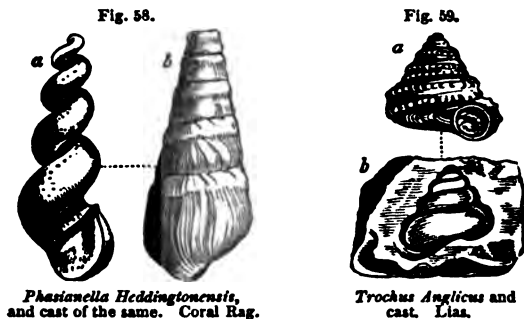 Fig. 58.
a
b
Phasianella Heddingtonensis,
and cast of the same. Coral Rag.
Fig. 59.
a
b
Trochus Anglicus and
cast. Lias.